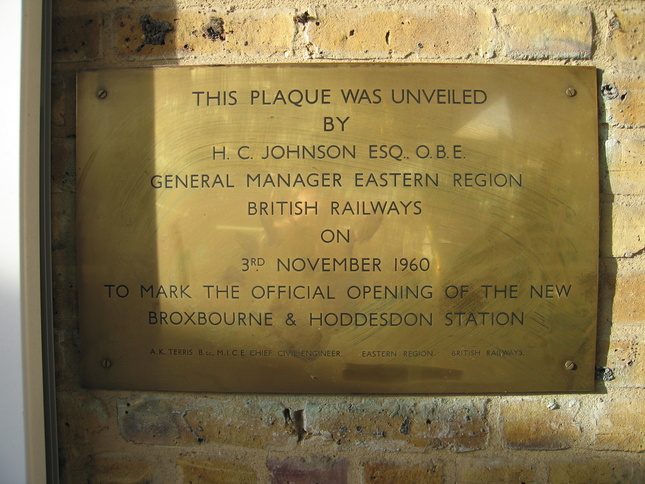 THIS PLAQUE WAS UNVEILED
BY
H. C. JOHNSON ESQ., O.B.E.
GENERAL MANAGER EASTERN REGION
BRITISH RAILWAYS
ON
3RD NOVEMBER 1960
TO MARK THE OFFICIAL OPENING OF THE NEW
BROXBOURNE & HODDESDON STATION
A.K. TERRIS B.Sc., M.I.C.E. CHIEF CIVIL ENGINEER EASTERN REGION BRITISH RAILWAYS